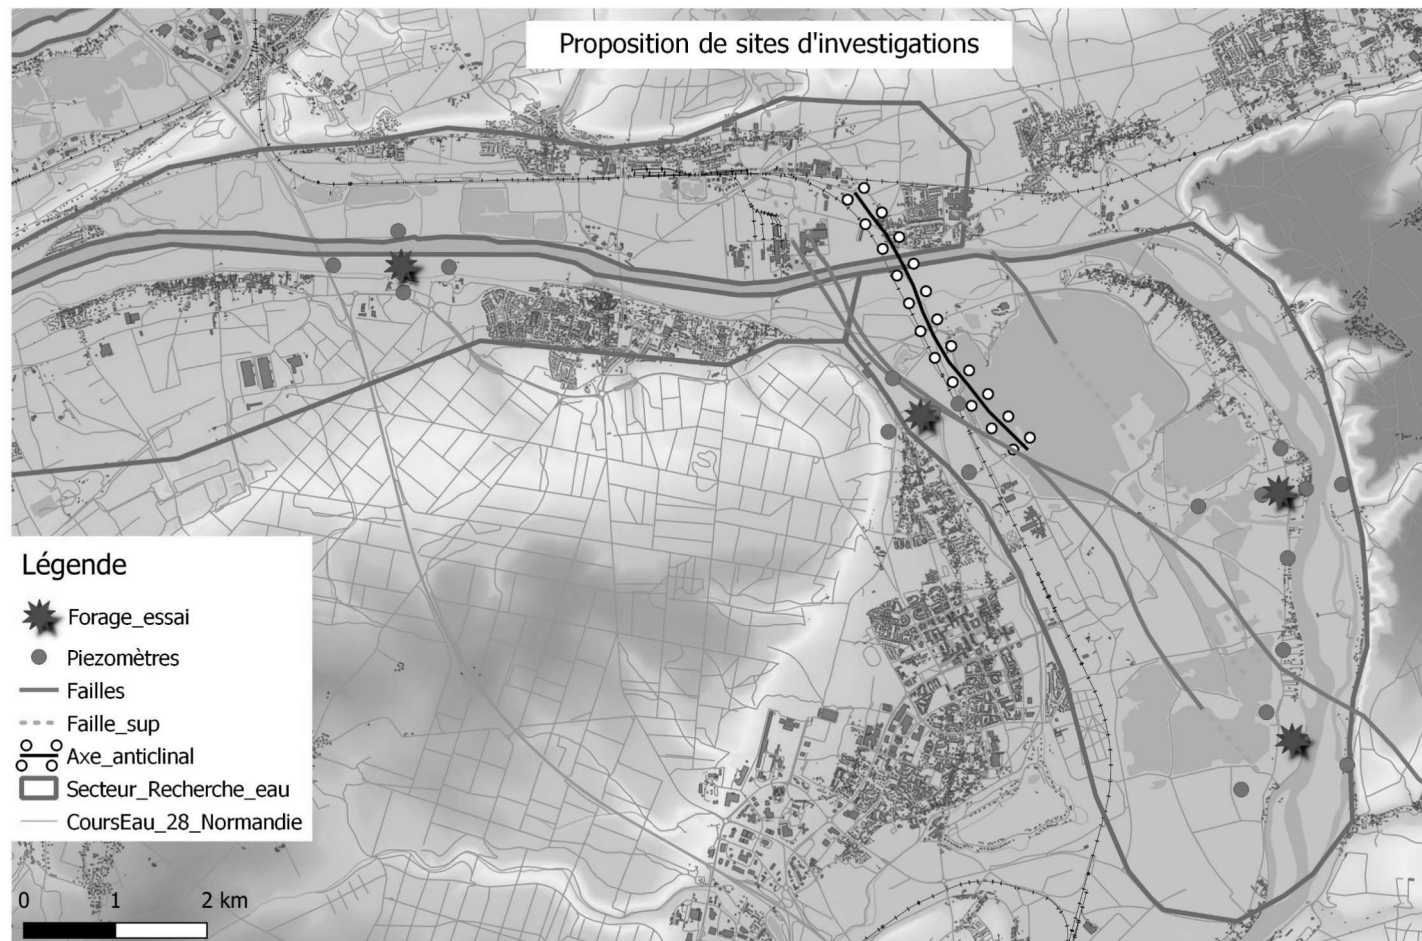 Proposition de sites d'investigations
Légende
Forage_essai
Piezomètres
Failles
Faille_sup
Axe_anticlinal
Secteur_Recherche_eau
CoursEau_28_Normandie
0 1 2 km